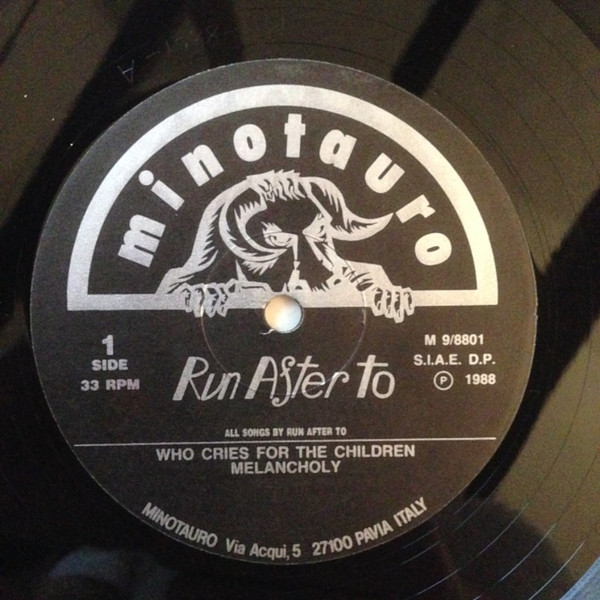 minotauro
1
SIDE
33 RPM
M 9/8801
S.I.A.E. D.P.
Ⓟ 1988
Run After To
ALL SONGS BY RUN AFTER TO
WHO CRIES FOR THE CHILDREN
MELANCHOLY
MINOTAURO Via Acqui, 5 27100 PAVIA ITALY